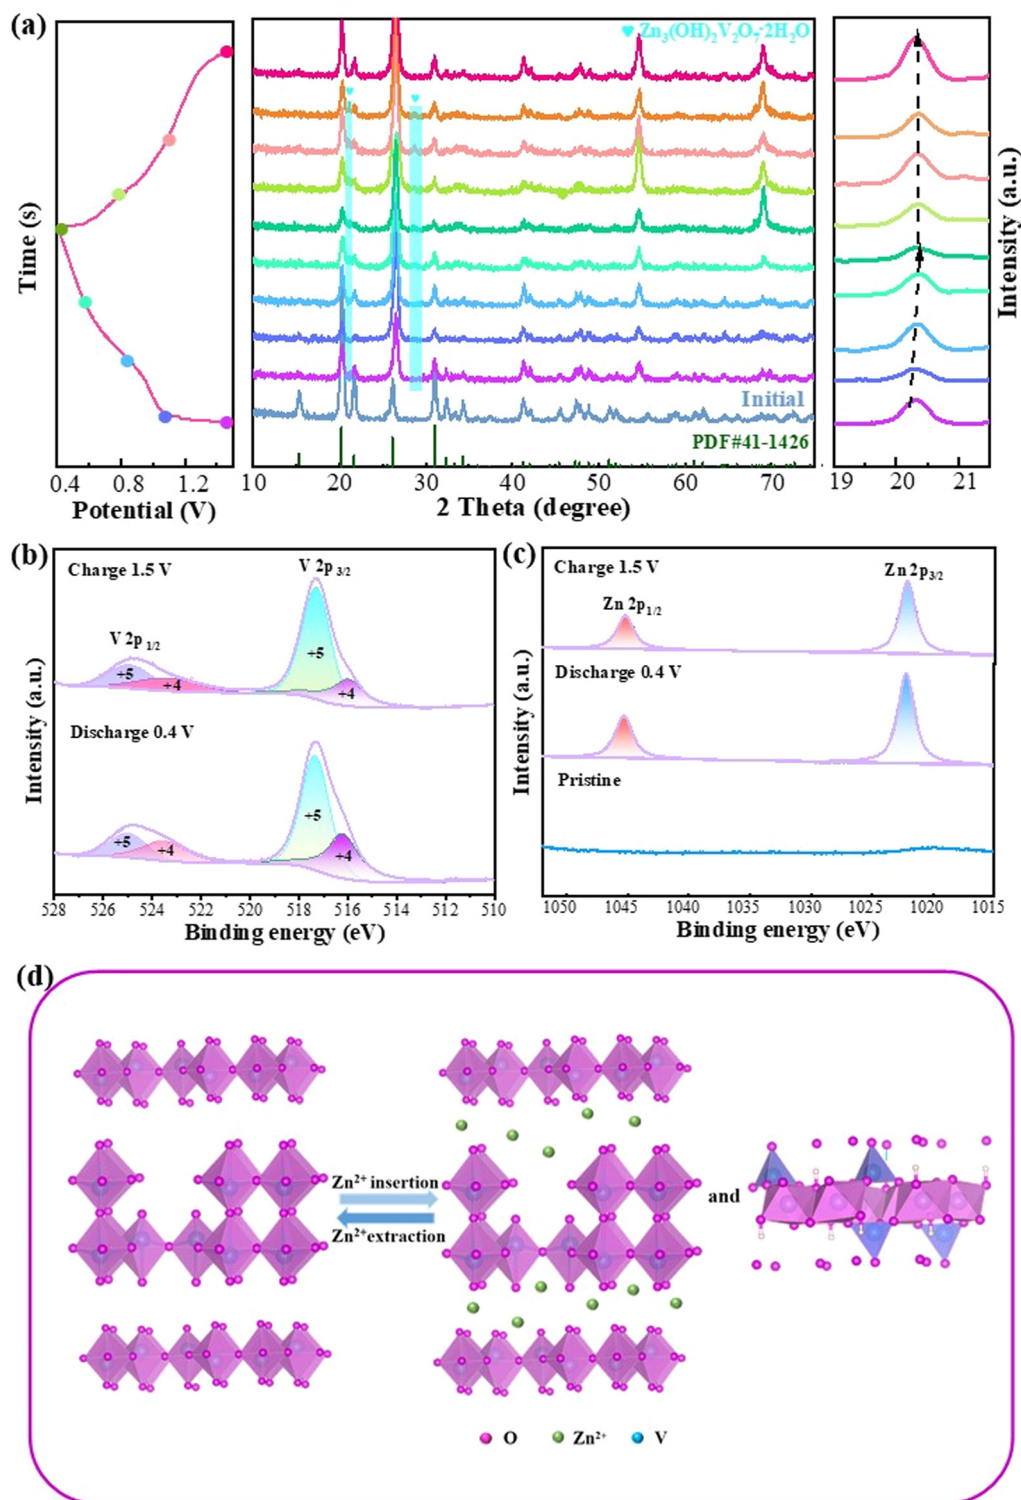 (a)
Time (s)
0.4 0.8 1.2
Potential (V)
♥ Zn₃(OH)₂V₂O₇·2H₂O
Initial
PDF#41-1426
10 20 30 40 50 60 70
2 Theta (degree)
19 20 21
Intensity (a.u.)
(b)
Charge 1.5 V
V 2p 3/2
V 2p 1/2
+5
+4
+5
+4
Discharge 0.4 V
+5
+4
+5
+4
Intensity (a.u.)
528 526 524 522 520 518 516 514 512 510
Binding energy (eV)
(c)
Charge 1.5 V
Zn 2p3/2
Zn 2p1/2
Discharge 0.4 V
Pristine
Intensity (a.u.)
1050 1045 1040 1035 1030 1025 1020 1015
Binding energy (eV)
(d)
Zn²⁺ insertion
Zn²⁺extraction
and
O Zn²⁺ V